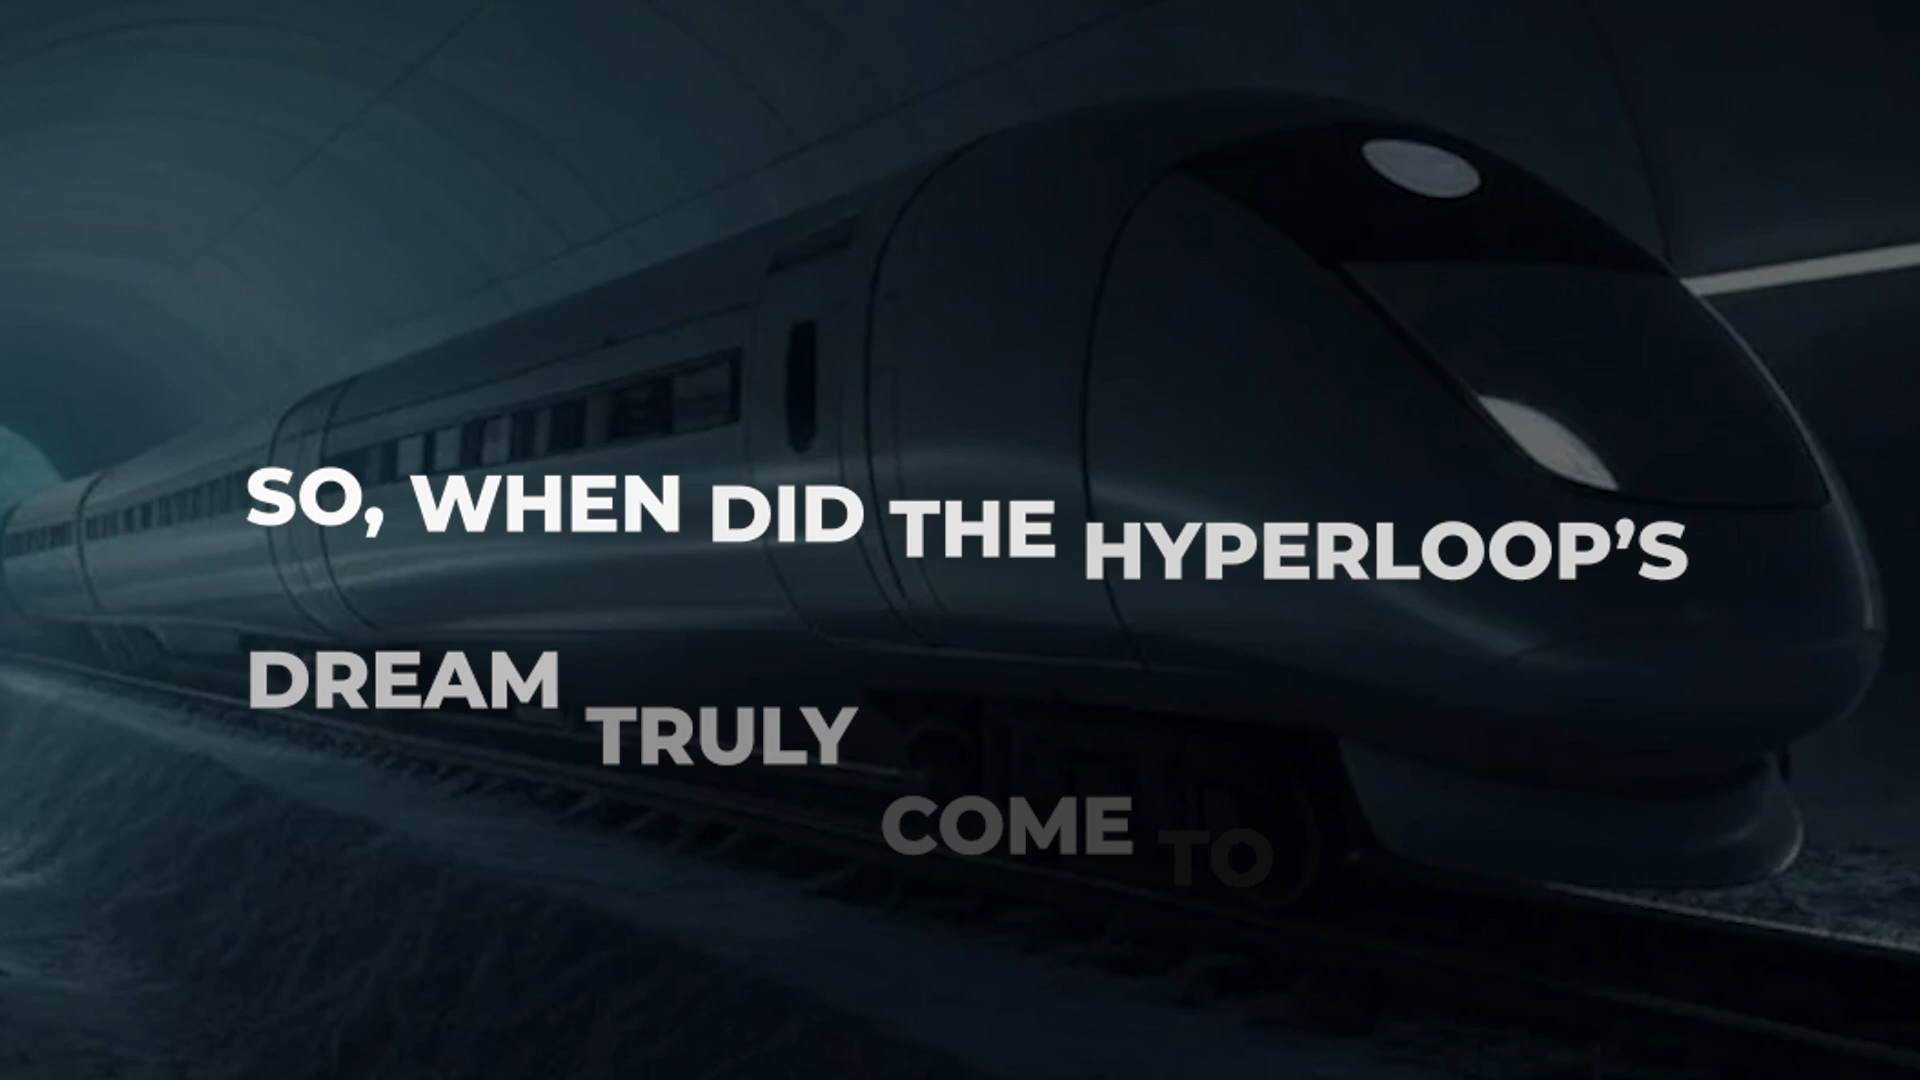 SO, WHEN DID THE HYPERLOOP’S
DREAM TRULY COME TO